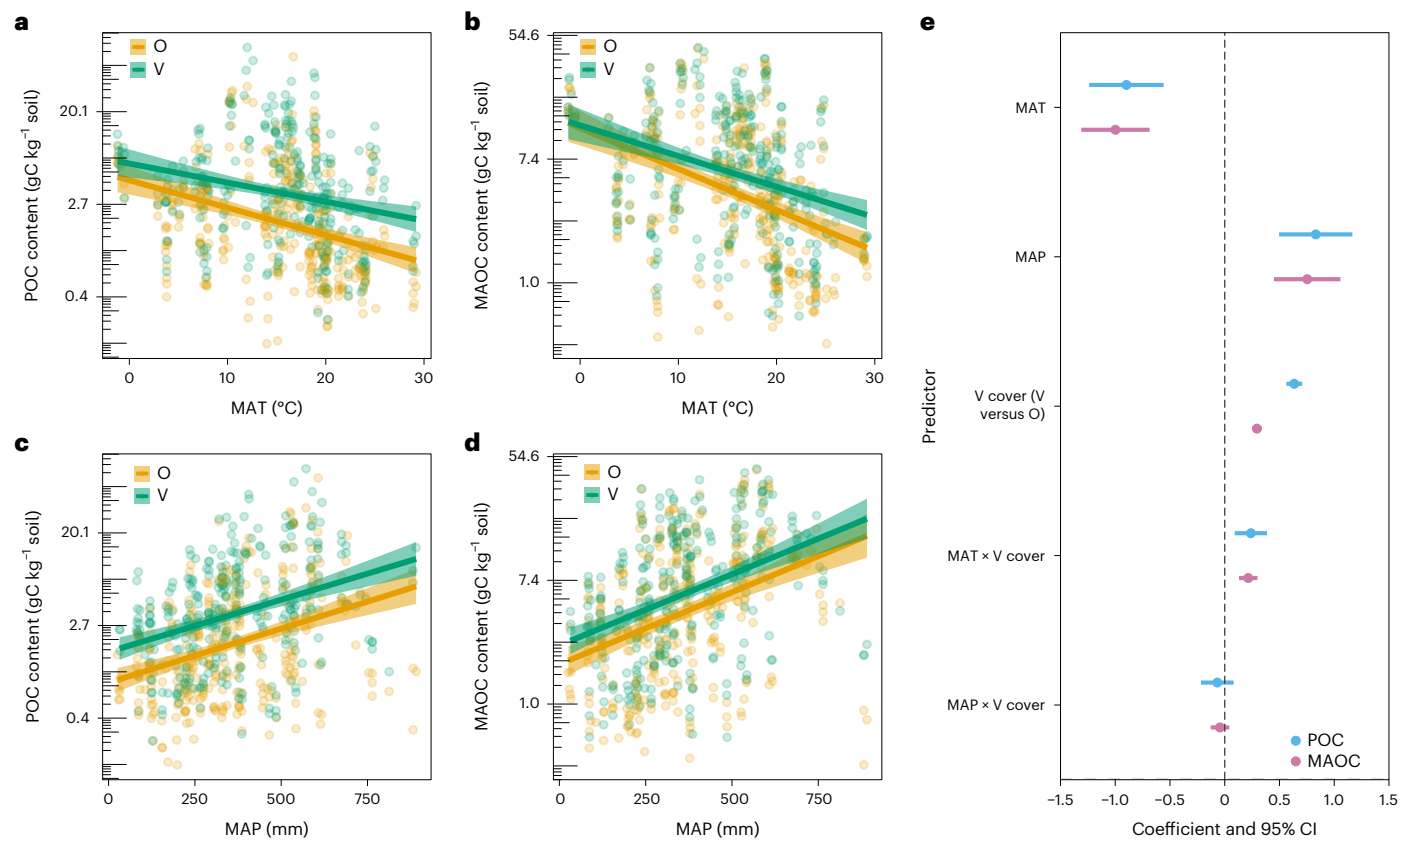 a
O
V
20.1
2.7
0.4
POC content (gC kg⁻¹ soil)
0 10 20 30
MAT (°C)
b
54.6
O
V
7.4
1.0
MAOC content (gC kg⁻¹ soil)
0 10 20 30
MAT (°C)
c
O
V
20.1
2.7
0.4
POC content (gC kg⁻¹ soil)
0 250 500 750
MAP (mm)
d
54.6
O
V
7.4
1.0
MAOC content (gC kg⁻¹ soil)
0 250 500 750
MAP (mm)
e
Predictor
MAT
MAP
V cover (V
versus O)
MAT × V cover
MAP × V cover
POC
MAOC
−1.5 −1.0 −0.5 0 0.5 1.0 1.5
Coefficient and 95% CI